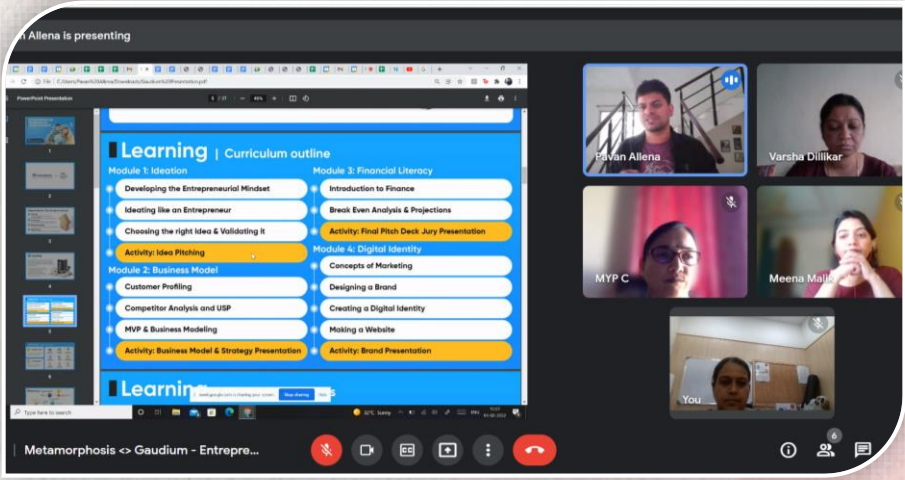 n Allena is presenting
PowerPoint Presentation
Learning | Curriculum outline
Module 1: Ideation
Developing the Entrepreneurial Mindset
Ideating like an Entrepreneur
Choosing the right Idea & Validating It
Activity: Idea Pitching
Module 2: Business Model
Customer Profiling
Competitor Analysis and USP
MVP & Business Modeling
Activity: Business Model & Strategy Presentation
Module 3: Financial Literacy
Introduction to Finance
Break Even Analysis & Projections
Activity: Final Pitch Deck Jury Presentation
Module 4: Digital Identity
Concepts of Marketing
Designing a Brand
Creating a Digital Identity
Making a Website
Activity: Brand Presentation
Learning
Stop sharing
Hide
Type here to search
32°C Sunny
Pavan Allena
Varsha Dillikar
MYP C
Meena Malik
You
Metamorphosis <> Gaudium - Entrepre...
CC
6